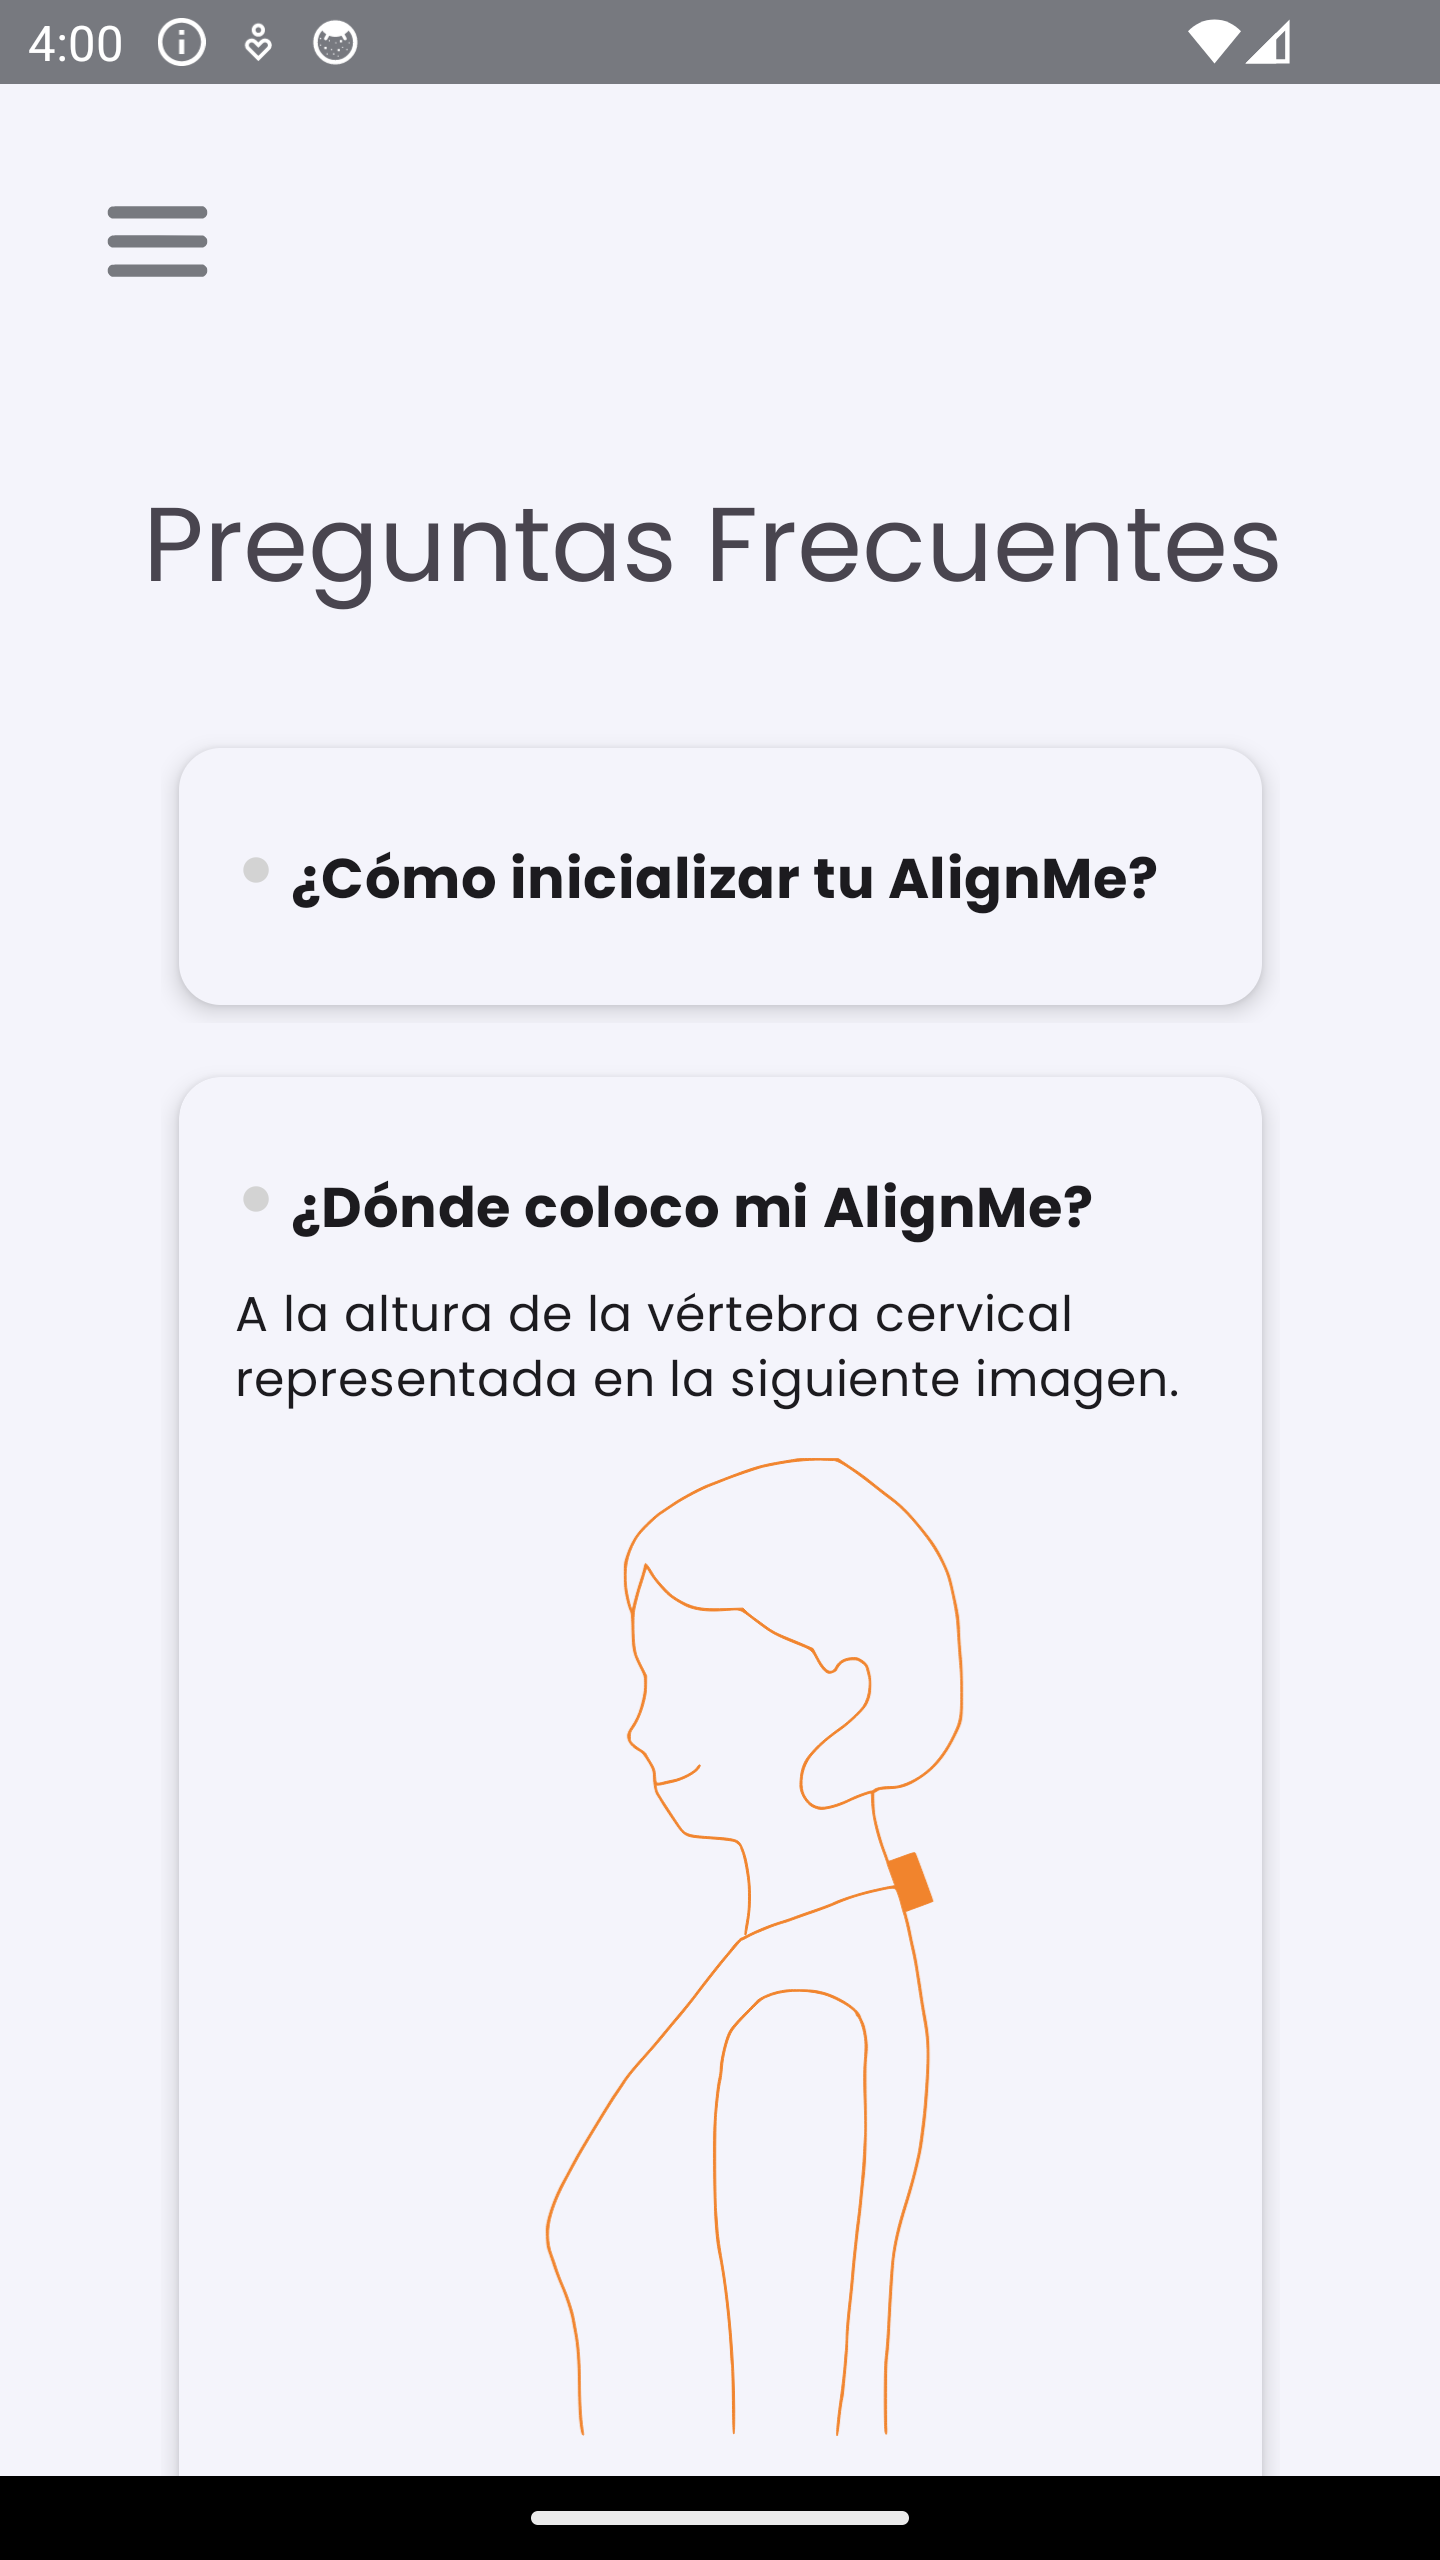 4:00
Preguntas Frecuentes
¿Cómo inicializar tu AlignMe?
¿Dónde coloco mi AlignMe?
A la altura de la vértebra cervical
representada en la siguiente imagen.